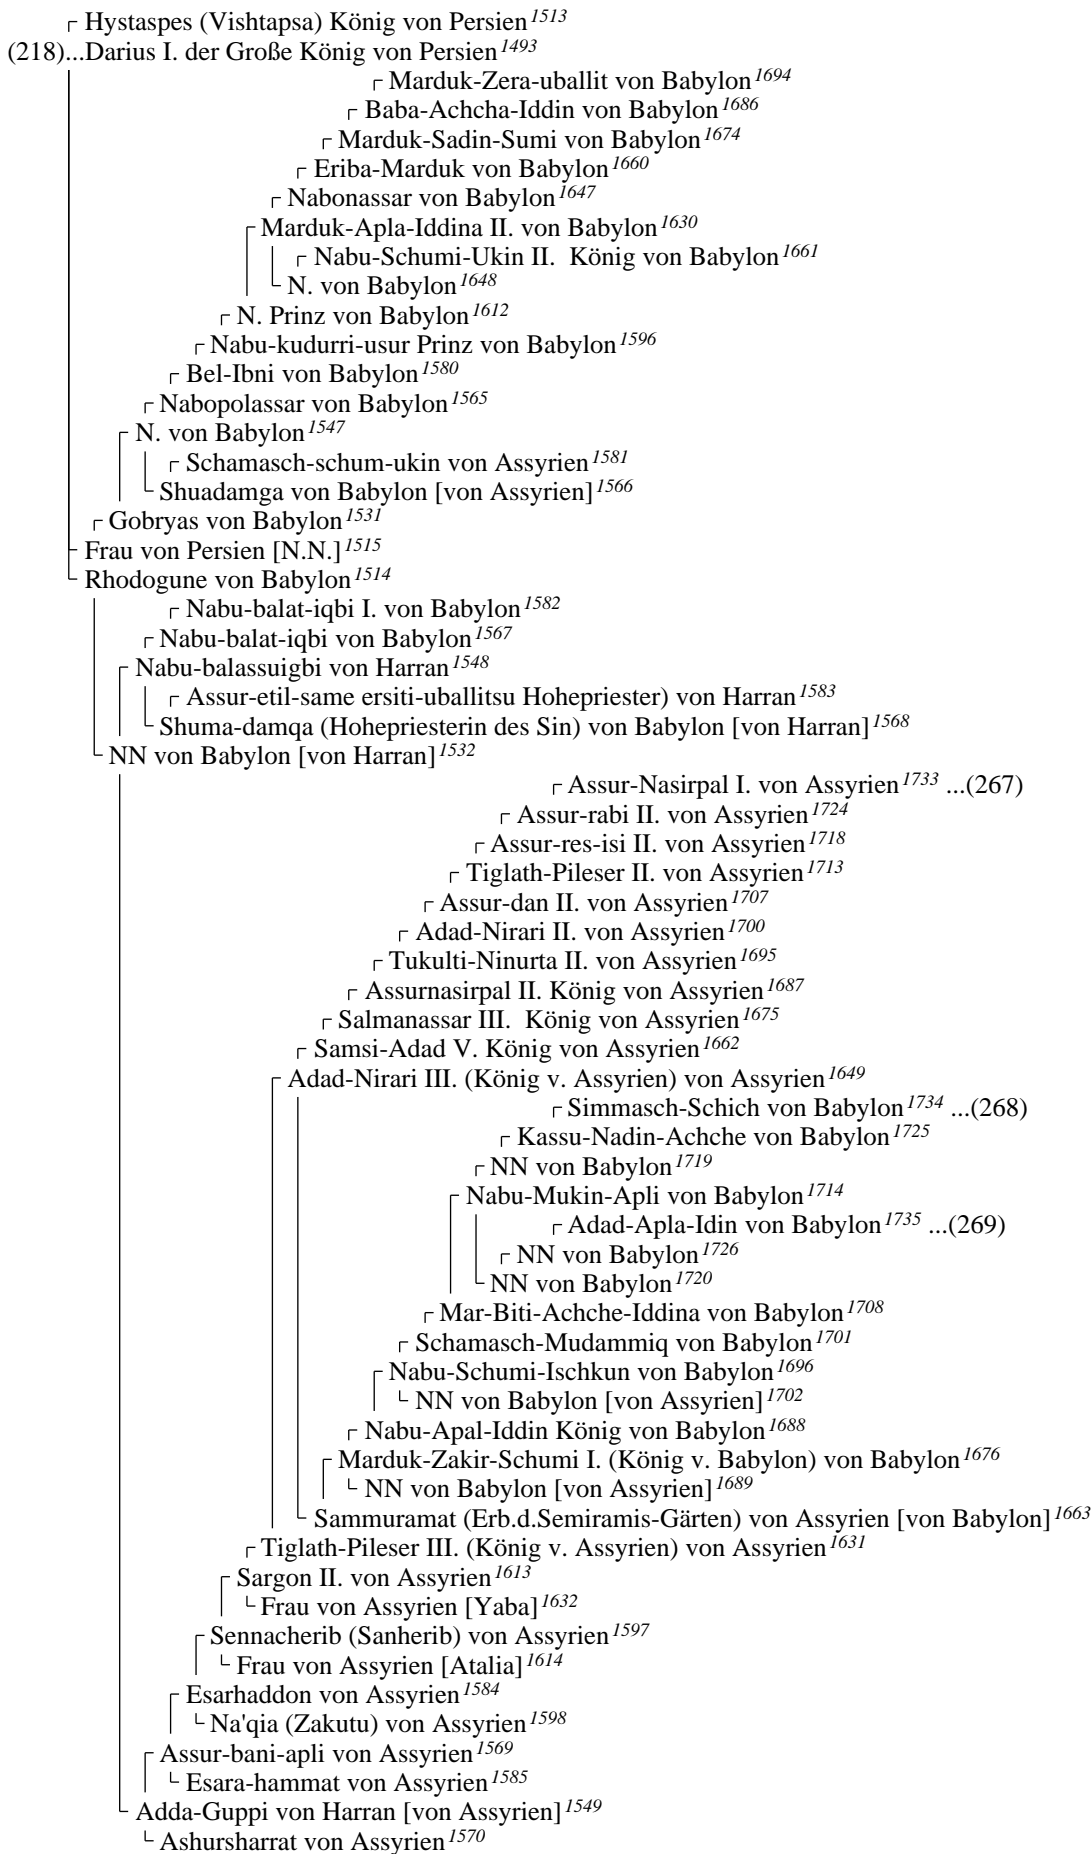 Hystaspes (Vishtapsa) König von Persien 1513
(218)...Darius I. der Große König von Persien 1493
Marduk-Zera-uballit von Babylon 1694
Baba-Achcha-Iddin von Babylon 1686
Marduk-Sadin-Sumi von Babylon 1674
Eriba-Marduk von Babylon 1660
Nabonassar von Babylon 1647
Marduk-Apla-Iddina II. von Babylon 1630
Nabu-Schumi-Ukin II. König von Babylon 1661
N. von Babylon 1648
N. Prinz von Babylon 1612
Nabu-kudurri-usur Prinz von Babylon 1596
Bel-Ibni von Babylon 1580
Nabopolassar von Babylon 1565
N. von Babylon 1547
Schamasch-schum-ukin von Assyrien 1581
Shuadamga von Babylon [von Assyrien] 1566
Gobryas von Babylon 1531
Frau von Persien [N.N.] 1515
Rhodogune von Babylon 1514
Nabu-balat-iqbi I. von Babylon 1582
Nabu-balat-iqbi von Babylon 1567
Nabu-balassuigbi von Harran 1548
Assur-etil-same ersiti-uballitsu Hohepriester) von Harran 1583
Shuma-damqa (Hohepriesterin des Sin) von Babylon [von Harran] 1568
NN von Babylon [von Harran] 1532
Assur-Nasirpal I. von Assyrien 1733 ...(267)
Assur-rabi II. von Assyrien 1724
Assur-res-isi II. von Assyrien 1718
Tiglath-Pileser II. von Assyrien 1713
Assur-dan II. von Assyrien 1707
Adad-Nirari II. von Assyrien 1700
Tukulti-Ninurta II. von Assyrien 1695
Assurnasirpal II. König von Assyrien 1687
Salmanassar III. König von Assyrien 1675
Samsi-Adad V. König von Assyrien 1662
Adad-Nirari III. (König v. Assyrien) von Assyrien 1649
Simmasch-Schich von Babylon 1734 ...(268)
Kassu-Nadin-Achche von Babylon 1725
NN von Babylon 1719
Nabu-Mukin-Apli von Babylon 1714
Adad-Apla-Idin von Babylon 1735 ...(269)
NN von Babylon 1726
NN von Babylon 1720
Mar-Biti-Achche-Iddina von Babylon 1708
Schamasch-Mudammiq von Babylon 1701
Nabu-Schumi-Ischkun von Babylon 1696
NN von Babylon [von Assyrien] 1702
Nabu-Apal-Iddin König von Babylon 1688
Marduk-Zakir-Schumi I. (König v. Babylon) von Babylon 1676
NN von Babylon [von Assyrien] 1689
Sammuramat (Erb.d.Semiramis-Gärten) von Assyrien [von Babylon] 1663
Tiglath-Pileser III. (König v. Assyrien) von Assyrien 1631
Sargon II. von Assyrien 1613
Frau von Assyrien [Yaba] 1632
Sennacherib (Sanherib) von Assyrien 1597
Frau von Assyrien [Atalia] 1614
Esarhaddon von Assyrien 1584
Na'qia (Zakutu) von Assyrien 1598
Assur-bani-apli von Assyrien 1569
Esara-hammat von Assyrien 1585
Adda-Guppi von Harran [von Assyrien] 1549
Ashursharrat von Assyrien 1570